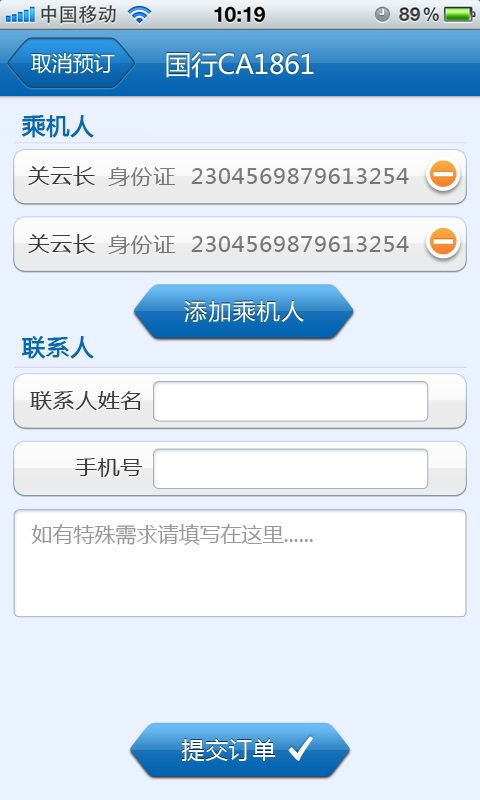 中国移动 10:19 89%
取消预订 国行CA1861
乘机人
关云长 身份证 2304569879613254
关云长 身份证 2304569879613254
添加乘机人
联系人
联系人姓名
手机号
如有特殊需求请填写在这里......
提交订单